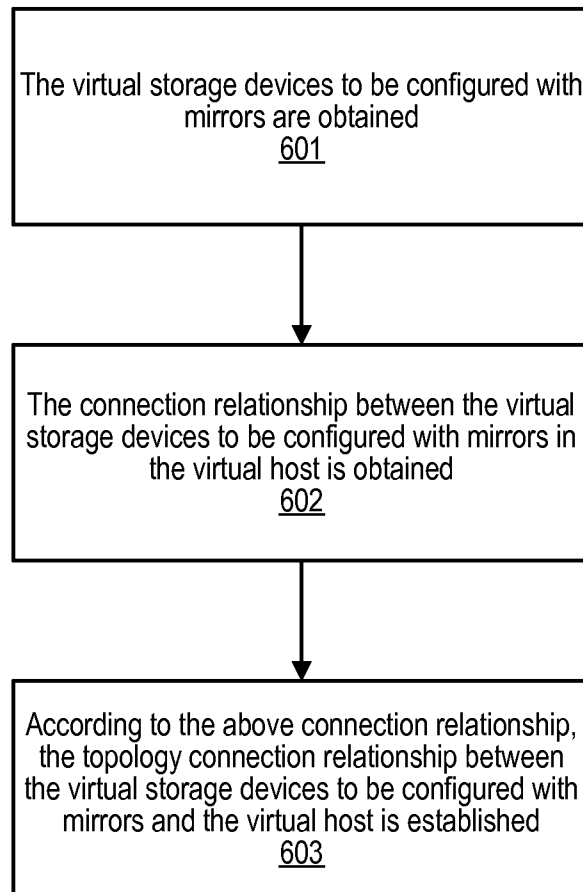 The virtual storage devices to be configured with
mirrors are obtained
601
The connection relationship between the virtual
storage devices to be configured with mirrors in
the virtual host is obtained
602
According to the above connection relationship,
the topology connection relationship between
the virtual storage devices to be configured with
mirrors and the virtual host is established
603